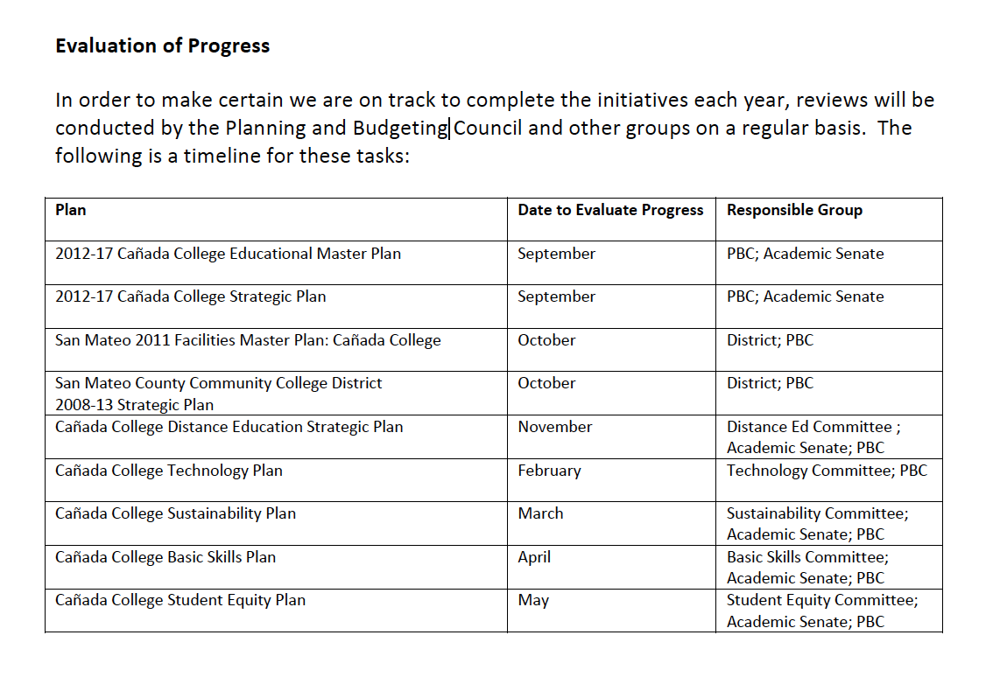 Evaluation of Progress
In order to make certain we are on track to complete the initiatives each year, reviews will be
conducted by the Planning and Budgeting Council and other groups on a regular basis.  The
following is a timeline for these tasks:
Plan Date to Evaluate Progress Responsible Group
2012-17 Cañada College Educational Master Plan September PBC; Academic Senate
2012-17 Cañada College Strategic Plan September PBC; Academic Senate
San Mateo 2011 Facilities Master Plan: Cañada College October District; PBC
San Mateo County Community College District October District; PBC
2008-13 Strategic Plan
Cañada College Distance Education Strategic Plan November Distance Ed Committee ;
Academic Senate; PBC
Cañada College Technology Plan February Technology Committee; PBC
Cañada College Sustainability Plan March Sustainability Committee;
Academic Senate; PBC
Cañada College Basic Skills Plan April Basic Skills Committee;
Academic Senate; PBC
Cañada College Student Equity Plan May Student Equity Committee;
Academic Senate; PBC